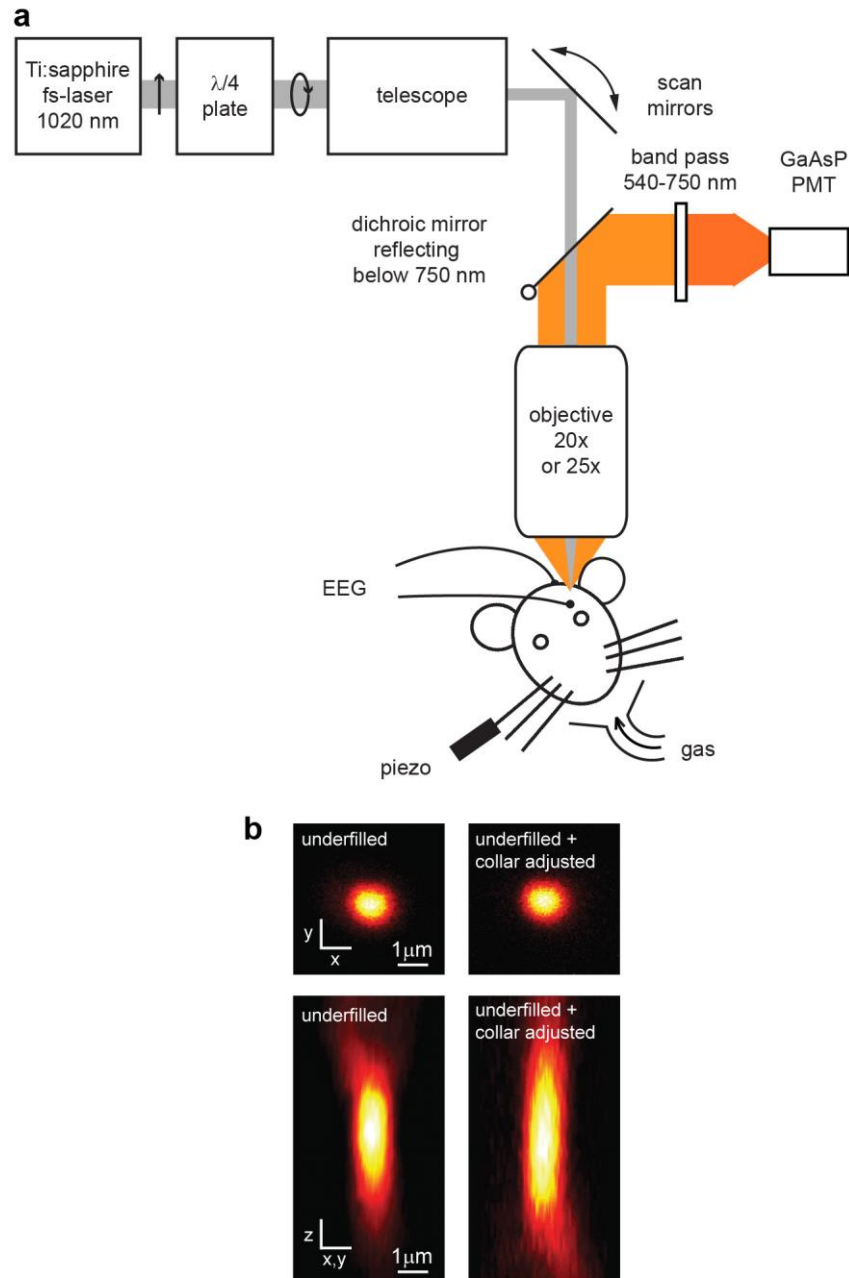 a
Ti:sapphire
fs-laser
1020 nm
λ/4
plate
telescope
scan
mirrors
band pass
540-750 nm
GaAsP
PMT
dichroic mirror
reflecting
below 750 nm
objective
20x
or 25x
EEG
piezo
gas
b
underfilled
y
x
1μm
underfilled +
collar adjusted
underfilled
z
x,y
1μm
underfilled +
collar adjusted